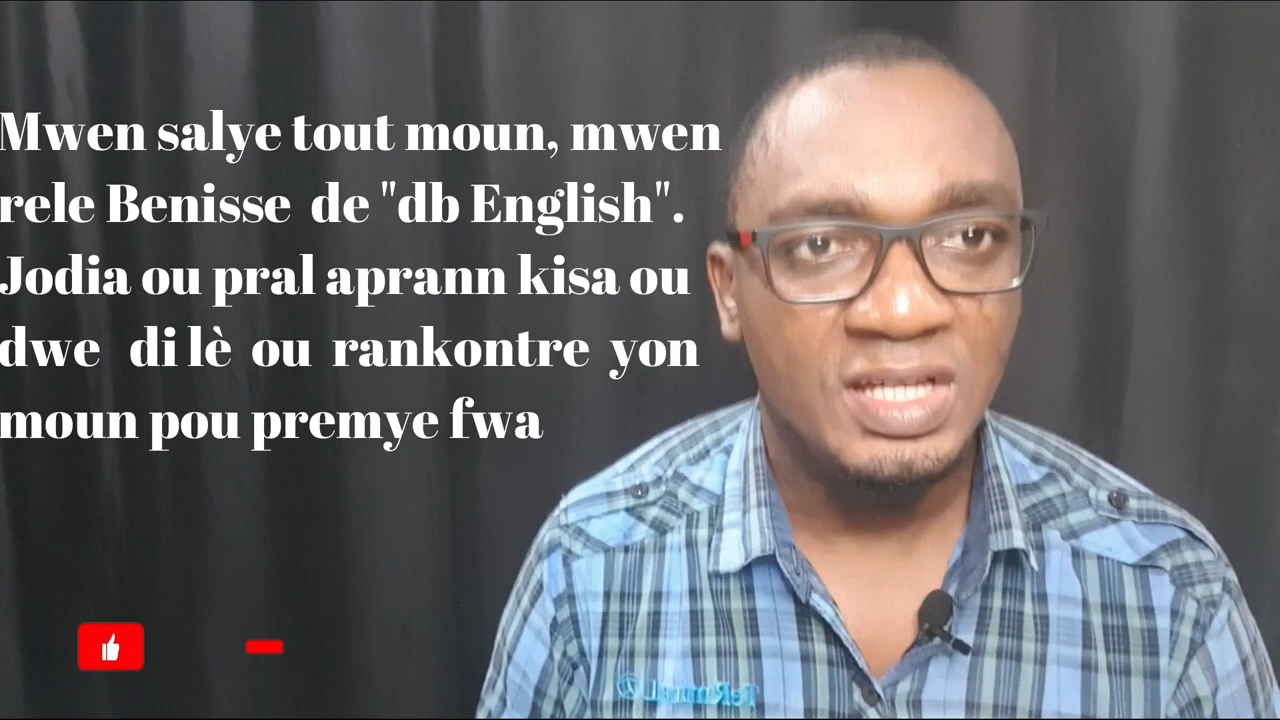 Mwen salye tout moun, mwen
rele Benisse de "db English".
Jodia ou pral aprann kisa ou
dwe di lè ou rankontre yon
moun pou premye fwa